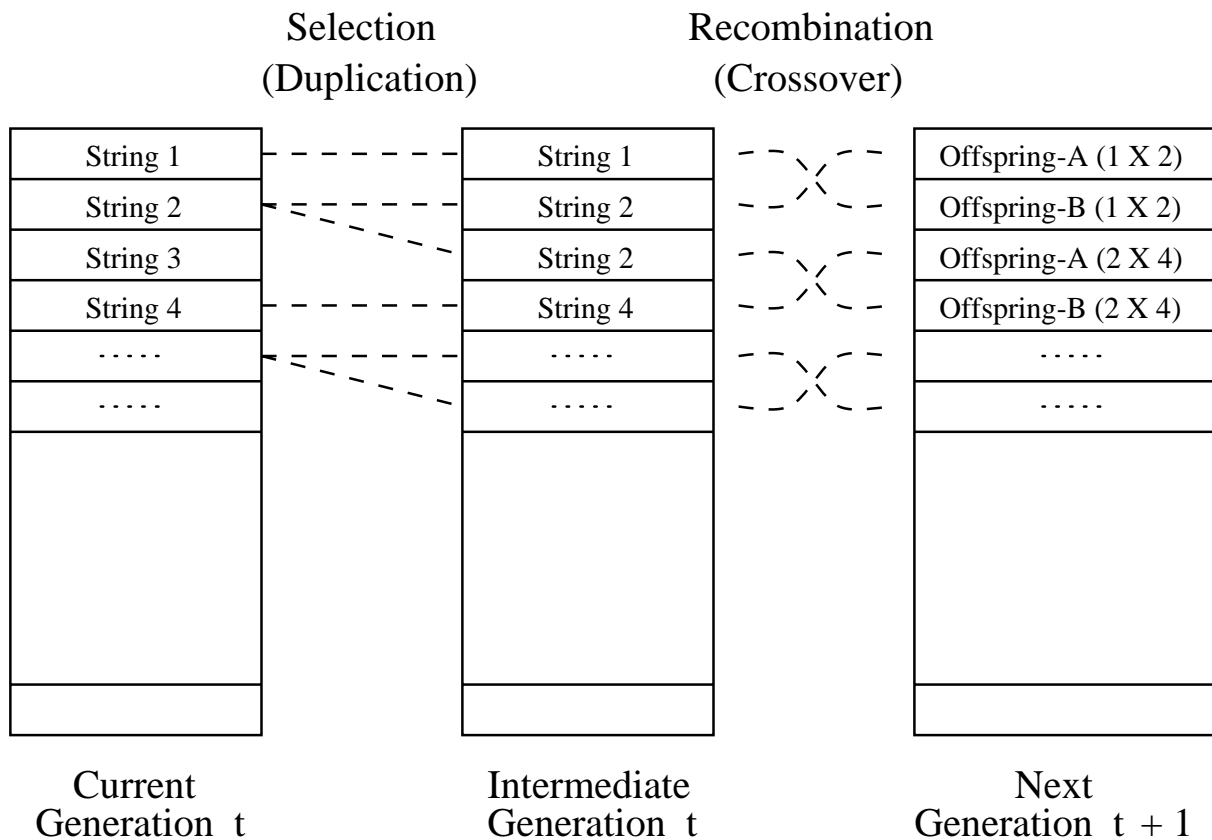 Selection
(Duplication)
Recombination
(Crossover)
String 1
String 2
String 3
String 4
- - - - -
- - - - -
String 1
String 2
String 2
String 4
- - - - -
- - - - -
Offspring-A (1 X 2)
Offspring-B (1 X 2)
Offspring-A (2 X 4)
Offspring-B (2 X 4)
- - - - -
- - - - -
Current
Generation t
Intermediate
Generation t
Next
Generation t + 1